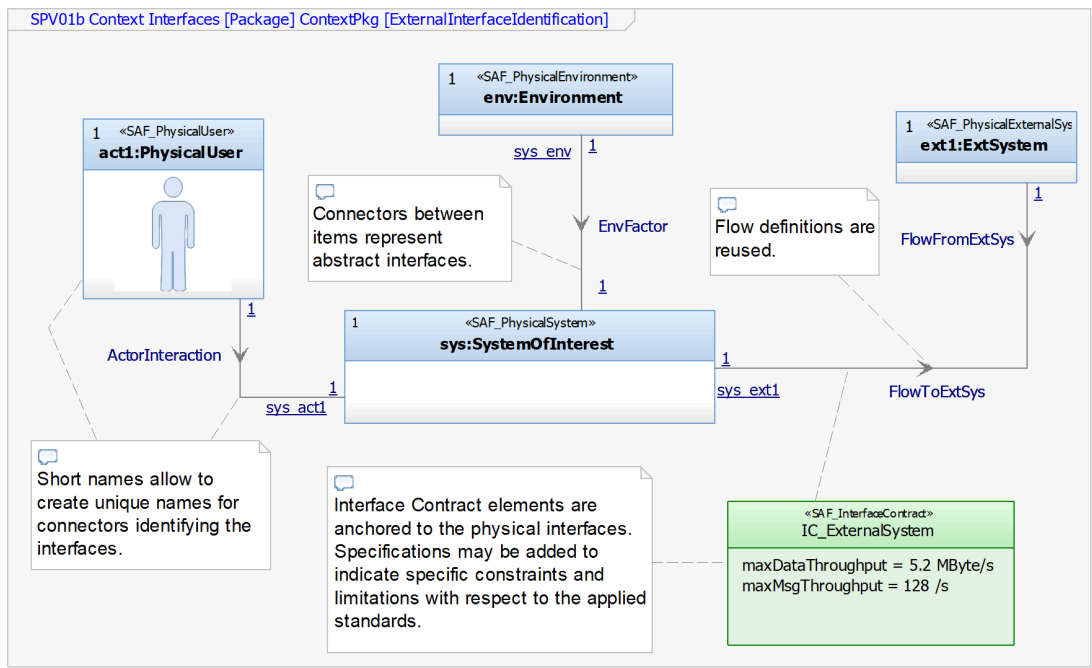 SPV01b Context Interfaces [Package] ContextPkg [ExternalInterfaceIdentification]
1 «SAF_PhysicalEnvironment»
env:Environment
1 «SAF_PhysicalUser»
act1:PhysicalUser
1 «SAF_PhysicalExternalSys
ext1:ExtSystem
sys_env 1
1
Connectors between
items represent
abstract interfaces.
EnvFactor
Flow definitions are
reused.
FlowFromExtSys
1
1
ActorInteraction
1 «SAF_PhysicalSystem»
sys:SystemOfInterest
1
sys_act1
1
sys_ext1
FlowToExtSys
Short names allow to
create unique names for
connectors identifying the
interfaces.
Interface Contract elements are
anchored to the physical interfaces.
Specifications may be added to
indicate specific constraints and
limitations with respect to the applied
standards.
«SAF_InterfaceContract»
IC_ExternalSystem
maxDataThroughput = 5.2 MByte/s
maxMsgThroughput = 128 /s